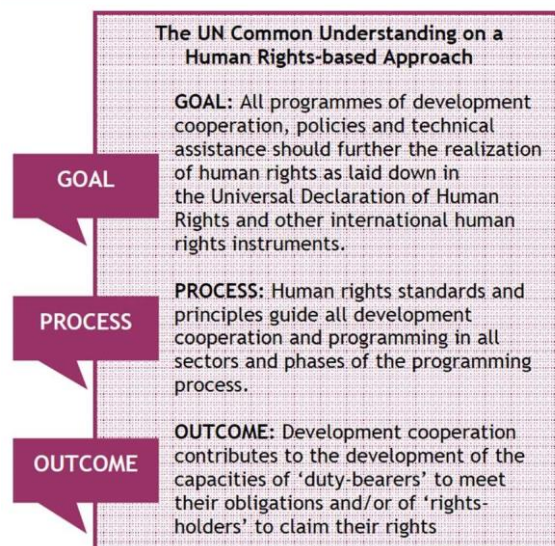 The UN Common Understanding on a
Human Rights-based Approach
GOAL
GOAL: All programmes of development
cooperation, policies and technical
assistance should further the realization
of human rights as laid down in
the Universal Declaration of Human
Rights and other international human
rights instruments.
PROCESS
PROCESS: Human rights standards and
principles guide all development
cooperation and programming in all
sectors and phases of the programming
process.
OUTCOME
OUTCOME: Development cooperation
contributes to the development of the
capacities of ‘duty-bearers’ to meet
their obligations and/or of ‘rights-
holders’ to claim their rights